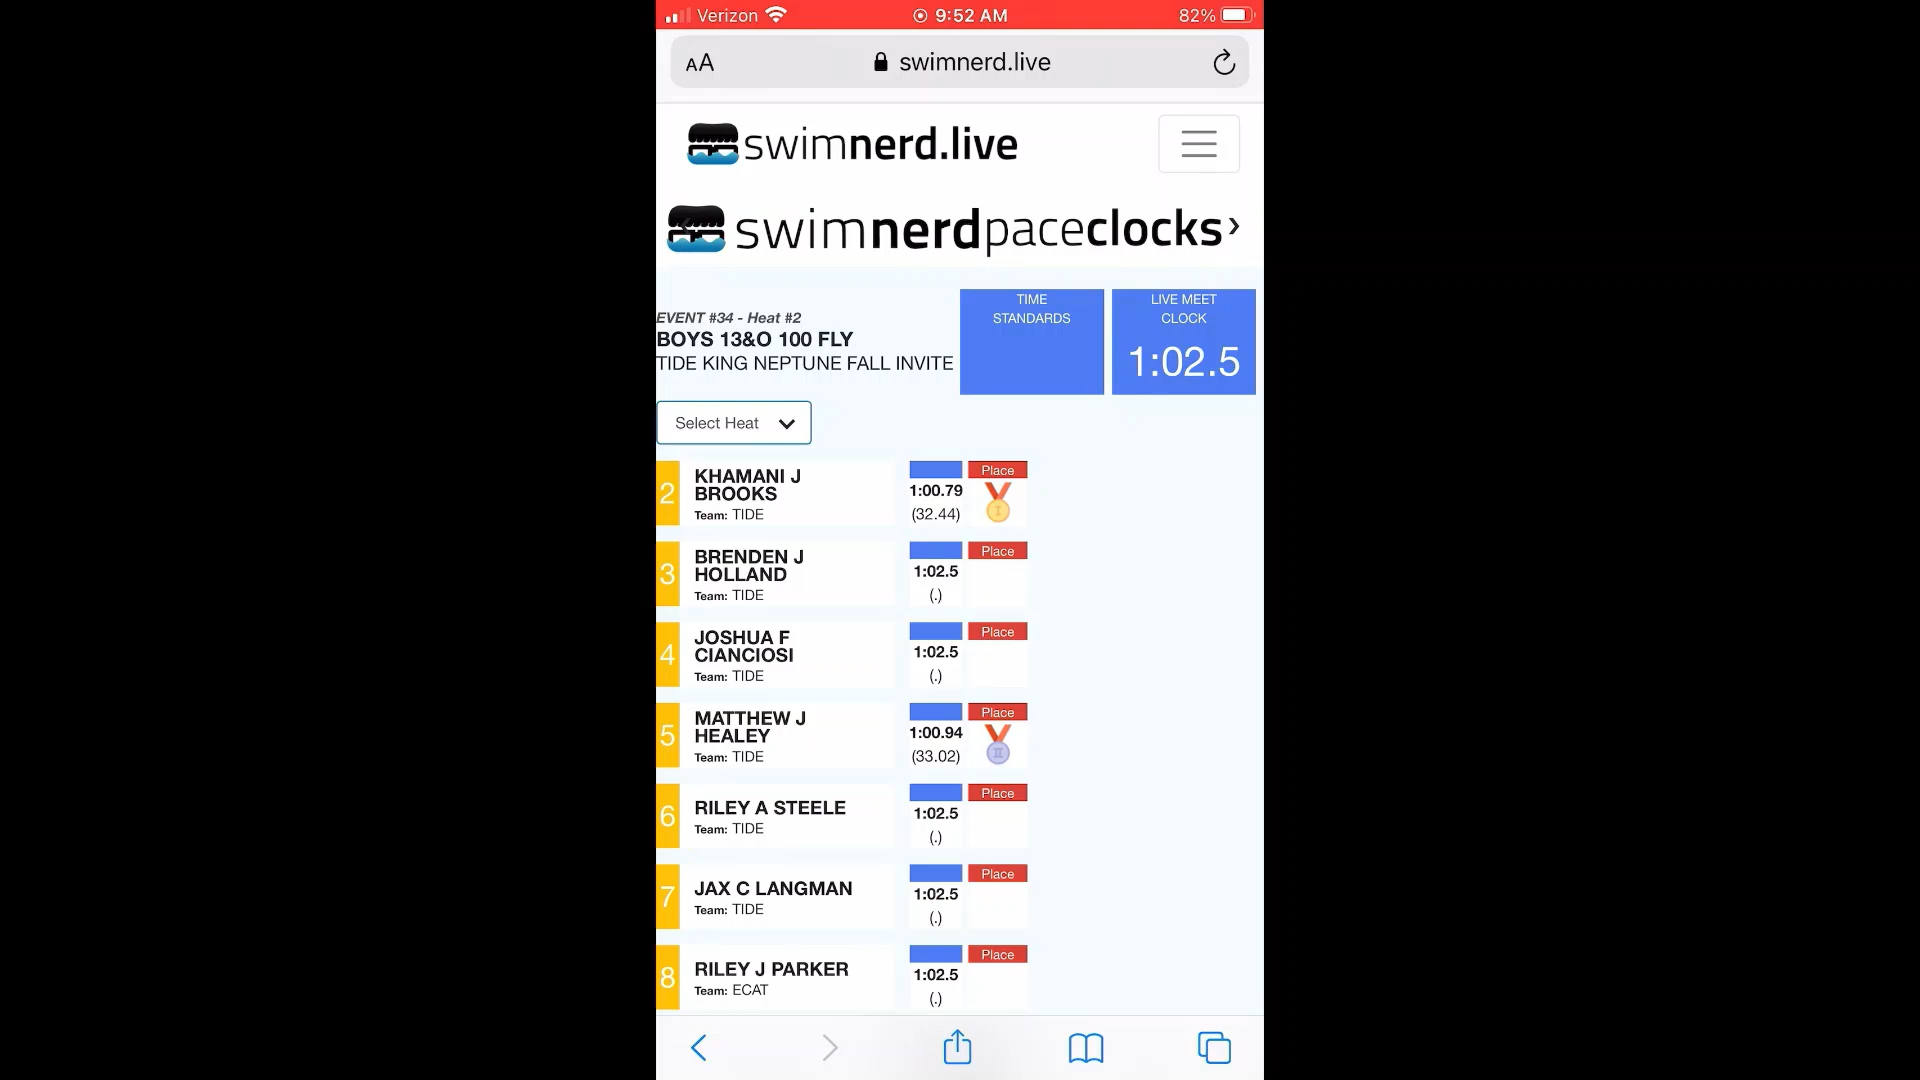 Verizon 9:52 AM 82%
AA swimnerd.live
swimnerd.live
swimnerdpaceclocks
EVENT #34 - Heat #2
BOYS 13&O 100 FLY
TIDE KING NEPTUNE FALL INVITE
TIME
STANDARDS
LIVE MEET
CLOCK
1:02.5
Select Heat
2
KHAMANI J
BROOKS
Team: TIDE
1:00.79
(32.44)
Place
I
3
BRENDEN J
HOLLAND
Team: TIDE
1:02.5
(.)
Place
4
JOSHUA F
CIANCIOSI
Team: TIDE
1:02.5
(.)
Place
5
MATTHEW J
HEALEY
Team: TIDE
1:00.94
(33.02)
Place
II
6
RILEY A STEELE
Team: TIDE
1:02.5
(.)
Place
7
JAX C LANGMAN
Team: TIDE
1:02.5
(.)
Place
8
RILEY J PARKER
Team: ECAT
1:02.5
(.)
Place